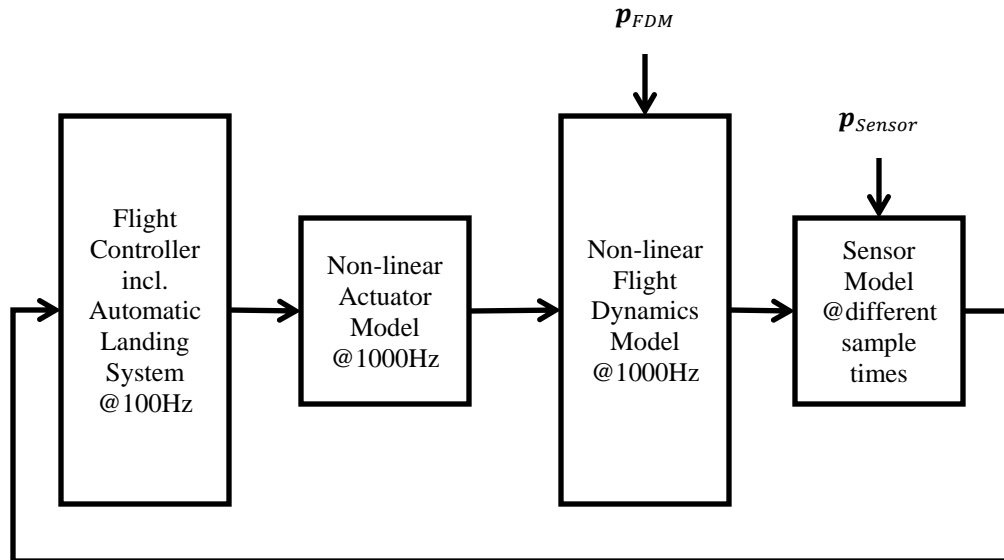 p_FDM
p_Sensor
Flight
Controller
incl.
Automatic
Landing
System
@100Hz
Non-linear
Actuator
Model
@1000Hz
Non-linear
Flight
Dynamics
Model
@1000Hz
Sensor
Model
@different
sample
times